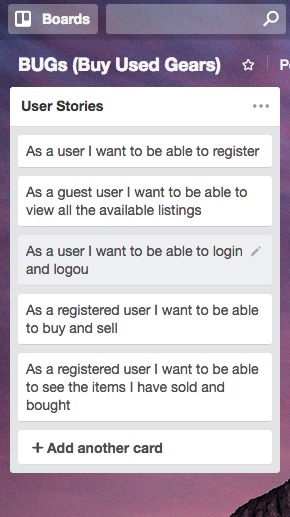 Boards
BUGs (Buy Used Gears)
User Stories
As a user I want to be able to register
As a guest user I want to be able to
view all the available listings
As a user I want to be able to login
and logou
As a registered user I want to be able
to buy and sell
As a registered user I want to be able
to see the items I have sold and
bought
+ Add another card